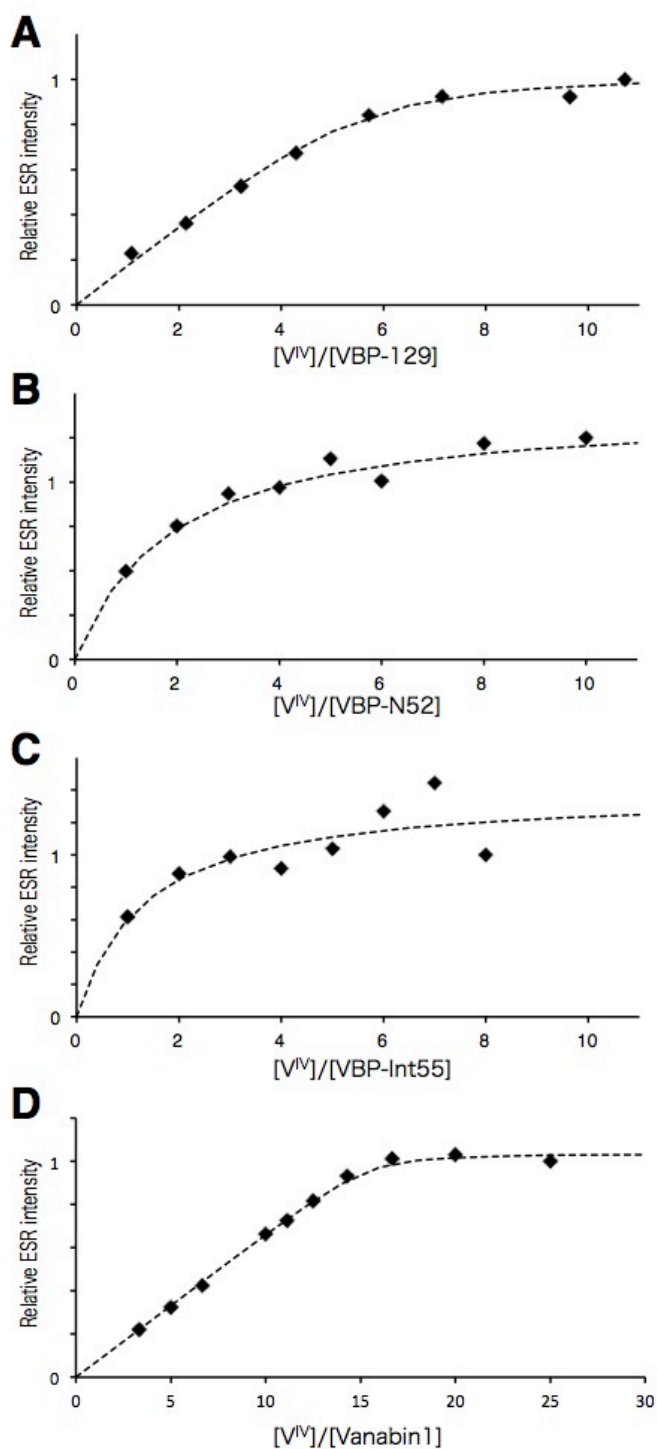 A
Relative ESR intensity
1
0
0 2 4 6 8 10
[V^IV]/[VBP-129]
B
Relative ESR intensity
1
0
0 2 4 6 8 10
[V^IV]/[VBP-N52]
C
Relative ESR intensity
1
0
0 2 4 6 8 10
[V^IV]/[VBP-Int55]
D
Relative ESR intensity
1
0
0 5 10 15 20 25 30
[V^IV]/[Vanabin1]